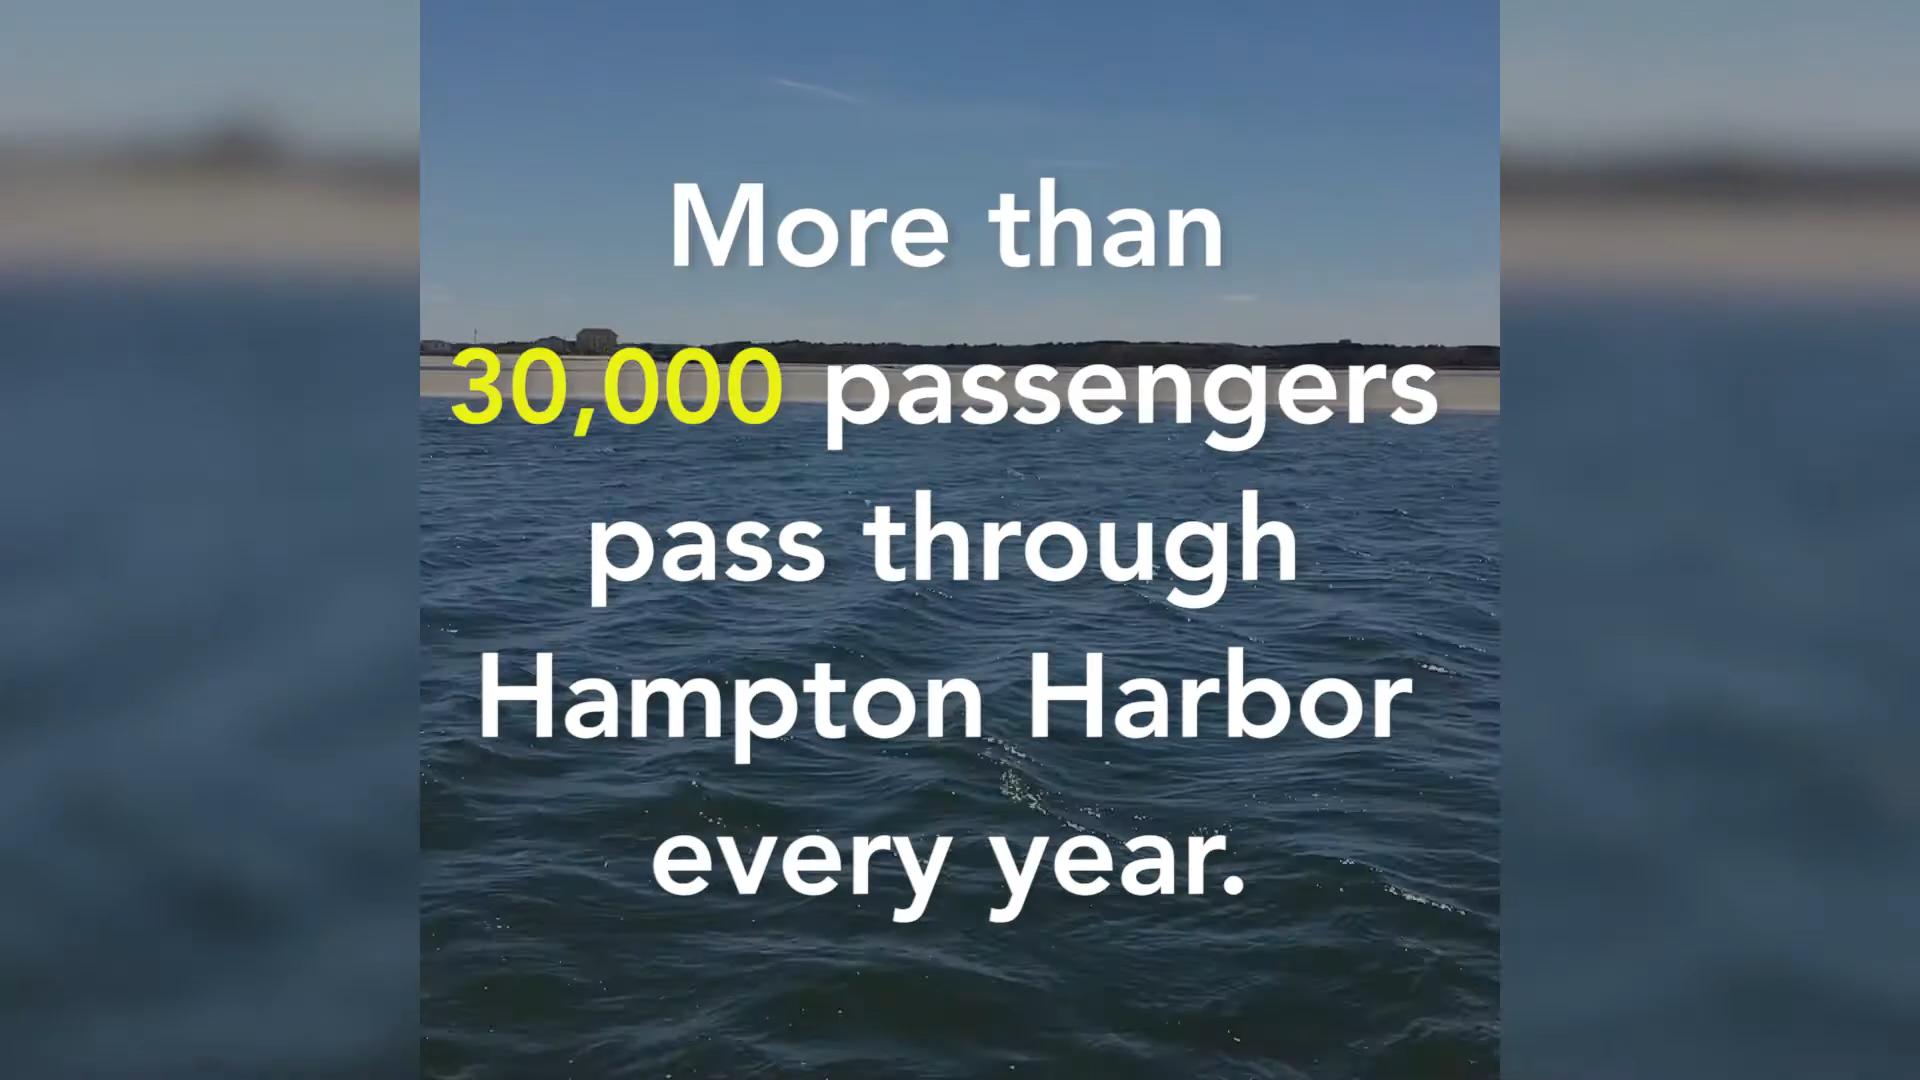 More than
30,000 passengers
pass through
Hampton Harbor
every year.